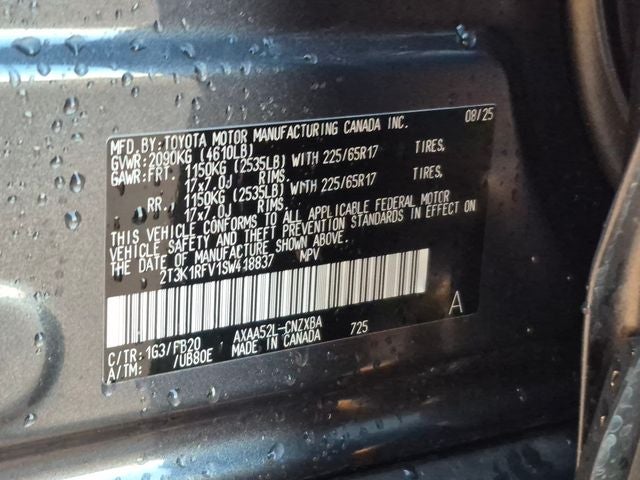 MFD. BY: TOYOTA MOTOR MANUFACTURING CANADA INC. 08/25
GVWR: 2090KG (4610LB)
GAWR: FRT. 1150KG (2535LB) WITH 225/65R17 TIRES,
17x7.0J RIMS.
RR. 1150KG (2535LB) WITH 225/65R17 TIRES,
17x7.0J RIMS.
THIS VEHICLE CONFORMS TO ALL APPLICABLE FEDERAL MOTOR
VEHICLE SAFETY AND THEFT PREVENTION STANDARDS IN EFFECT ON
THE DATE OF MANUFACTURE SHOWN ABOVE.
2T3K1RFV1SW418837 MPV
A
C/TR: 1G3/FB20 AXAA52L-CNZXBA 725
A/TM: /UB80E MADE IN CANADA